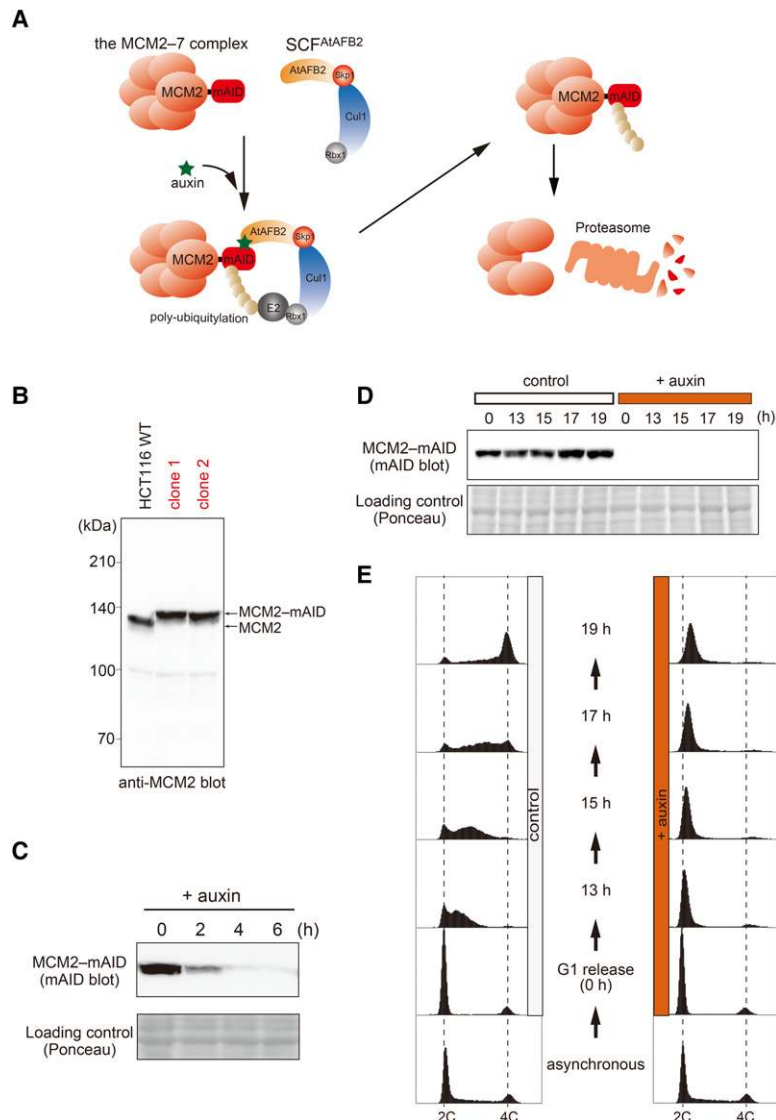 A
the MCM2–7 complex
SCFAtAFB2
MCM2
mAID
AtAFB2
Skp1
Cul1
Rbx1
auxin
MCM2
mAID
AtAFB2
Skp1
Cul1
Rbx1
E2
poly-ubiquitylation
MCM2
mAID
Proteasome
B
HCT116 WT
clone 1
clone 2
(kDa)
210
140
100
70
MCM2–mAID
MCM2
anti-MCM2 blot
C
+ auxin
0 2 4 6 (h)
MCM2–mAID
(mAID blot)
Loading control
(Ponceau)
D
control + auxin
0 13 15 17 19 0 13 15 17 19 (h)
MCM2–mAID
(mAID blot)
Loading control
(Ponceau)
E
19 h
17 h
15 h
13 h
G1 release
(0 h)
asynchronous
control
+ auxin
2C 4C 2C 4C